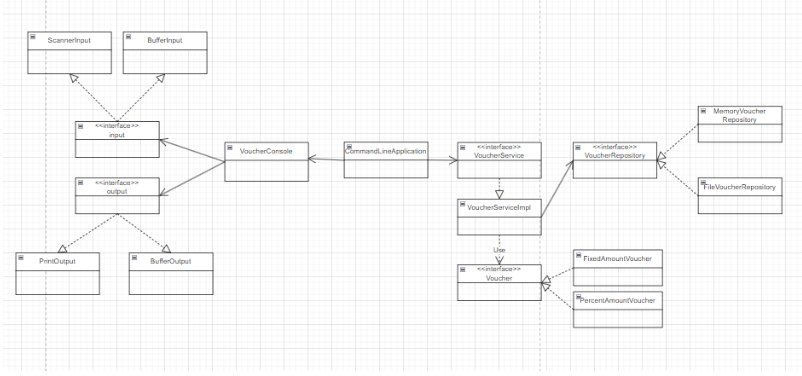 ScannerInput
BufferInput
<<interface>>
input
<<interface>>
output
PrintOutput
BufferOutput
VoucherConsole
CommandLineApplication
<<interface>>
VoucherService
VoucherServiceImpl
Use
<<interface>>
Voucher
<<interface>>
VoucherRepository
MemoryVoucher
Repository
FileVoucherRepository
FixedAmountVoucher
PercentAmountVoucher